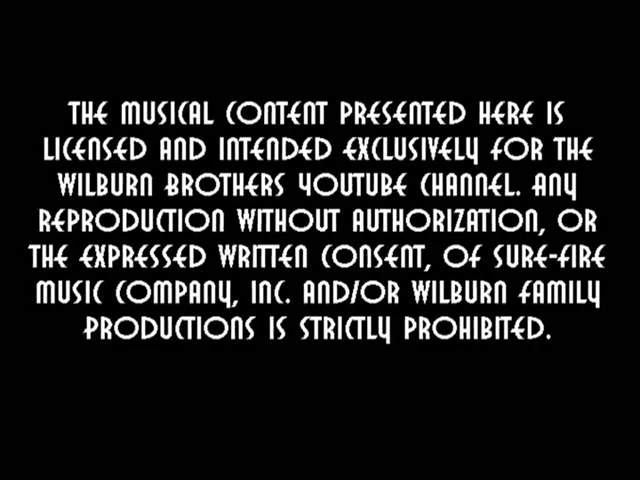 THE MUSICAL CONTENT PRESENTED HERE IS
LICENSED AND INTENDED EXCLUSIVELY FOR THE
WILBURN BROTHERS YOUTUBE CHANNEL. ANY
REPRODUCTION WITHOUT AUTHORIZATION, OR
THE EXPRESSED WRITTEN CONSENT, OF SURE-FIRE
MUSIC COMPANY, INC. AND/OR WILBURN FAMILY
PRODUCTIONS IS STRICTLY PROHIBITED.